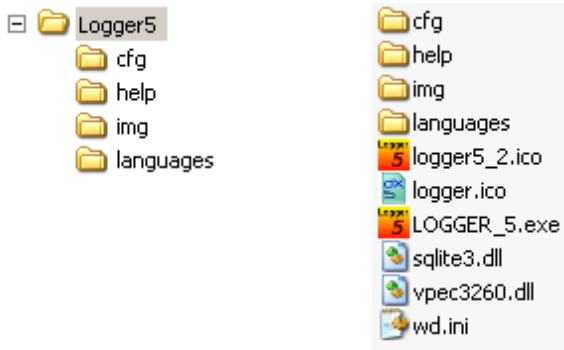 Logger5
cfg
help
img
languages
cfg
help
img
languages
logger5_2.ico
logger.ico
LOGGER_5.exe
sqlite3.dll
vpec3260.dll
wd.ini